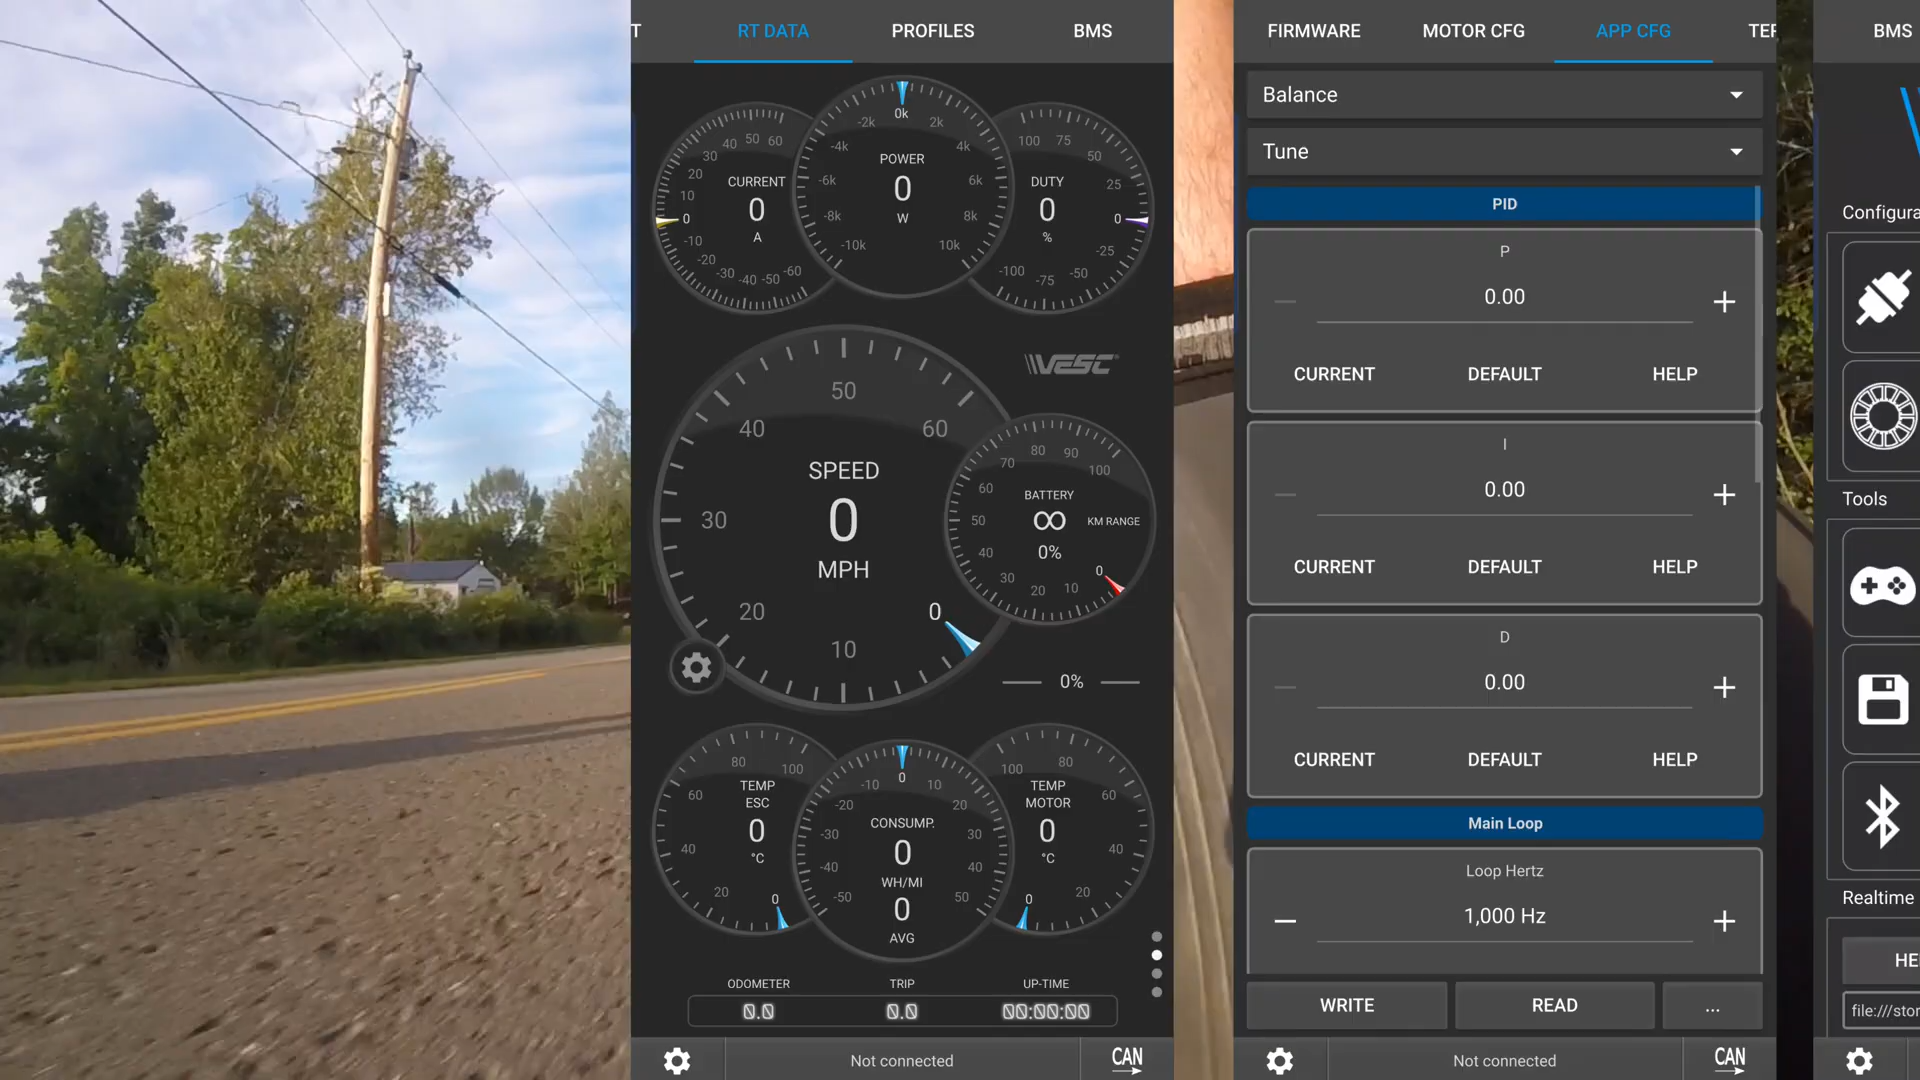 T
RT DATA
PROFILES
BMS
0k
-2k
2k
-4k
4k
-6k
6k
-8k
8k
-10k
10k
POWER
0
W
60
50
40
30
20
10
0
-10
-20
-30
-40
-50
-60
CURRENT
0
A
100
75
50
25
0
-25
-50
-75
-100
DUTY
0
%
VESC
50
40
60
30
20
10
0
SPEED
0
MPH
80
90
70
100
60
50
40
30
20
10
0
BATTERY
∞
KM RANGE
0%
0%
80
100
60
40
20
0
TEMP
ESC
0
°C
0
-10
10
-20
20
-30
30
-40
40
-50
50
CONSUMP.
0
WH/MI
0
AVG
100
80
60
40
20
0
TEMP
MOTOR
0
°C
ODOMETER
TRIP
UP-TIME
0.0
0.0
00:00:00
Not connected
CAN
FIRMWARE
MOTOR CFG
APP CFG
Balance
Tune
PID
P
0.00
CURRENT
DEFAULT
HELP
I
0.00
CURRENT
DEFAULT
HELP
D
0.00
CURRENT
DEFAULT
HELP
Main Loop
Loop Hertz
1,000 Hz
WRITE
READ
...
Not connected
CAN
BMS
Configura
Tools
Realtime
HE
file:///stor